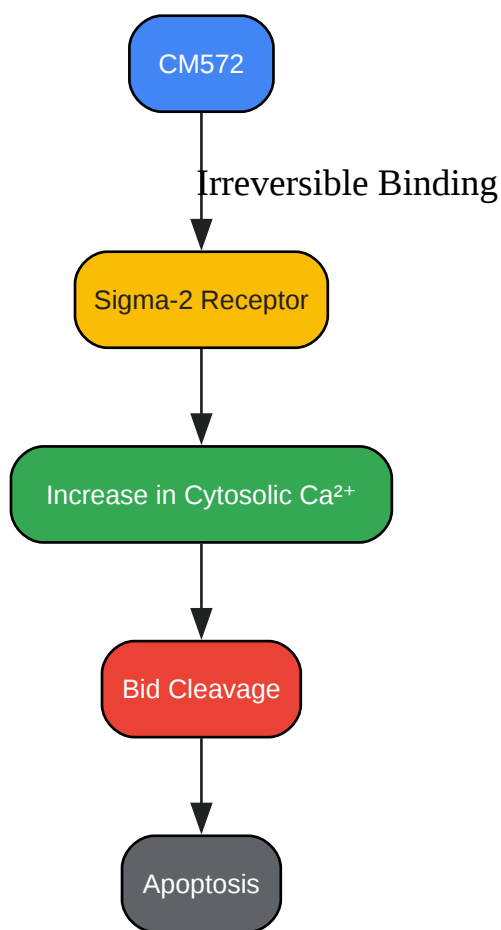 CM572
Irreversible Binding
Sigma-2 Receptor
Increase in Cytosolic Ca²⁺
Bid Cleavage
Apoptosis